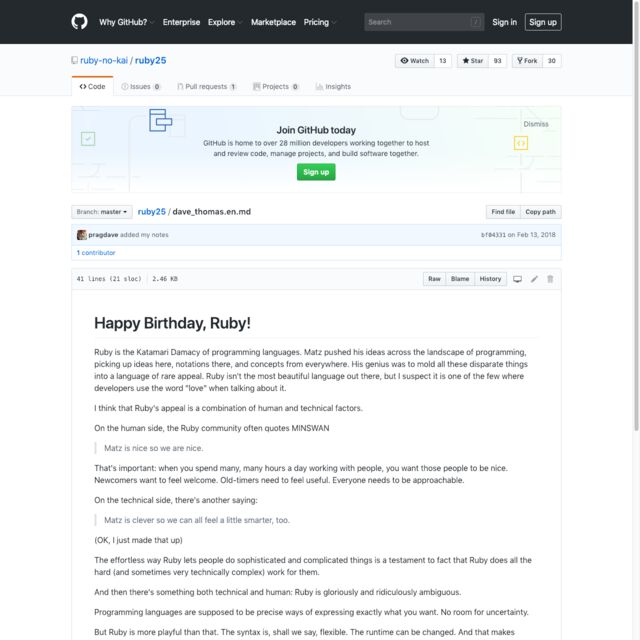 Why GitHub?
Enterprise
Explore
Marketplace
Pricing
Search
/
Sign in
Sign up
ruby-no-kai / ruby25
Watch 13
Star 93
Fork 30
Code
Issues 0
Pull requests 1
Projects 0
Insights
Join GitHub today
Dismiss
GitHub is home to over 28 million developers working together to host
and review code, manage projects, and build software together.
Sign up
Branch: master
ruby25 / dave_thomas.en.md
Find file
Copy path
pragdave added my notes
bf04331 on Feb 13, 2018
1 contributor
41 lines (21 sloc) 2.46 KB
Raw
Blame
History
Happy Birthday, Ruby!
Ruby is the Katamari Damacy of programming languages. Matz pushed his ideas across the landscape of programming,
picking up ideas here, notations there, and concepts from everywhere. His genius was to mold all these disparate things
into a language of rare appeal. Ruby isn't the most beautiful language out there, but I suspect it is one of the few where
developers use the word "love" when talking about it.
I think that Ruby's appeal is a combination of human and technical factors.
On the human side, the Ruby community often quotes MINSWAN
Matz is nice so we are nice.
That's important: when you spend many, many hours a day working with people, you want those people to be nice.
Newcomers want to feel welcome. Old-timers need to feel useful. Everyone needs to be approachable.
On the technical side, there's another saying:
Matz is clever so we can all feel a little smarter, too.
(OK, I just made that up)
The effortless way Ruby lets people do sophisticated and complicated things is a testament to fact that Ruby does all the
hard (and sometimes very technically complex) work for them.
And then there's something both technical and human: Ruby is gloriously and ridiculously ambiguous.
Programming languages are supposed to be precise ways of expressing exactly what you want. No room for uncertainty.
But Ruby is more playful than that. The syntax is, shall we say, flexible. The runtime can be changed. And that makes